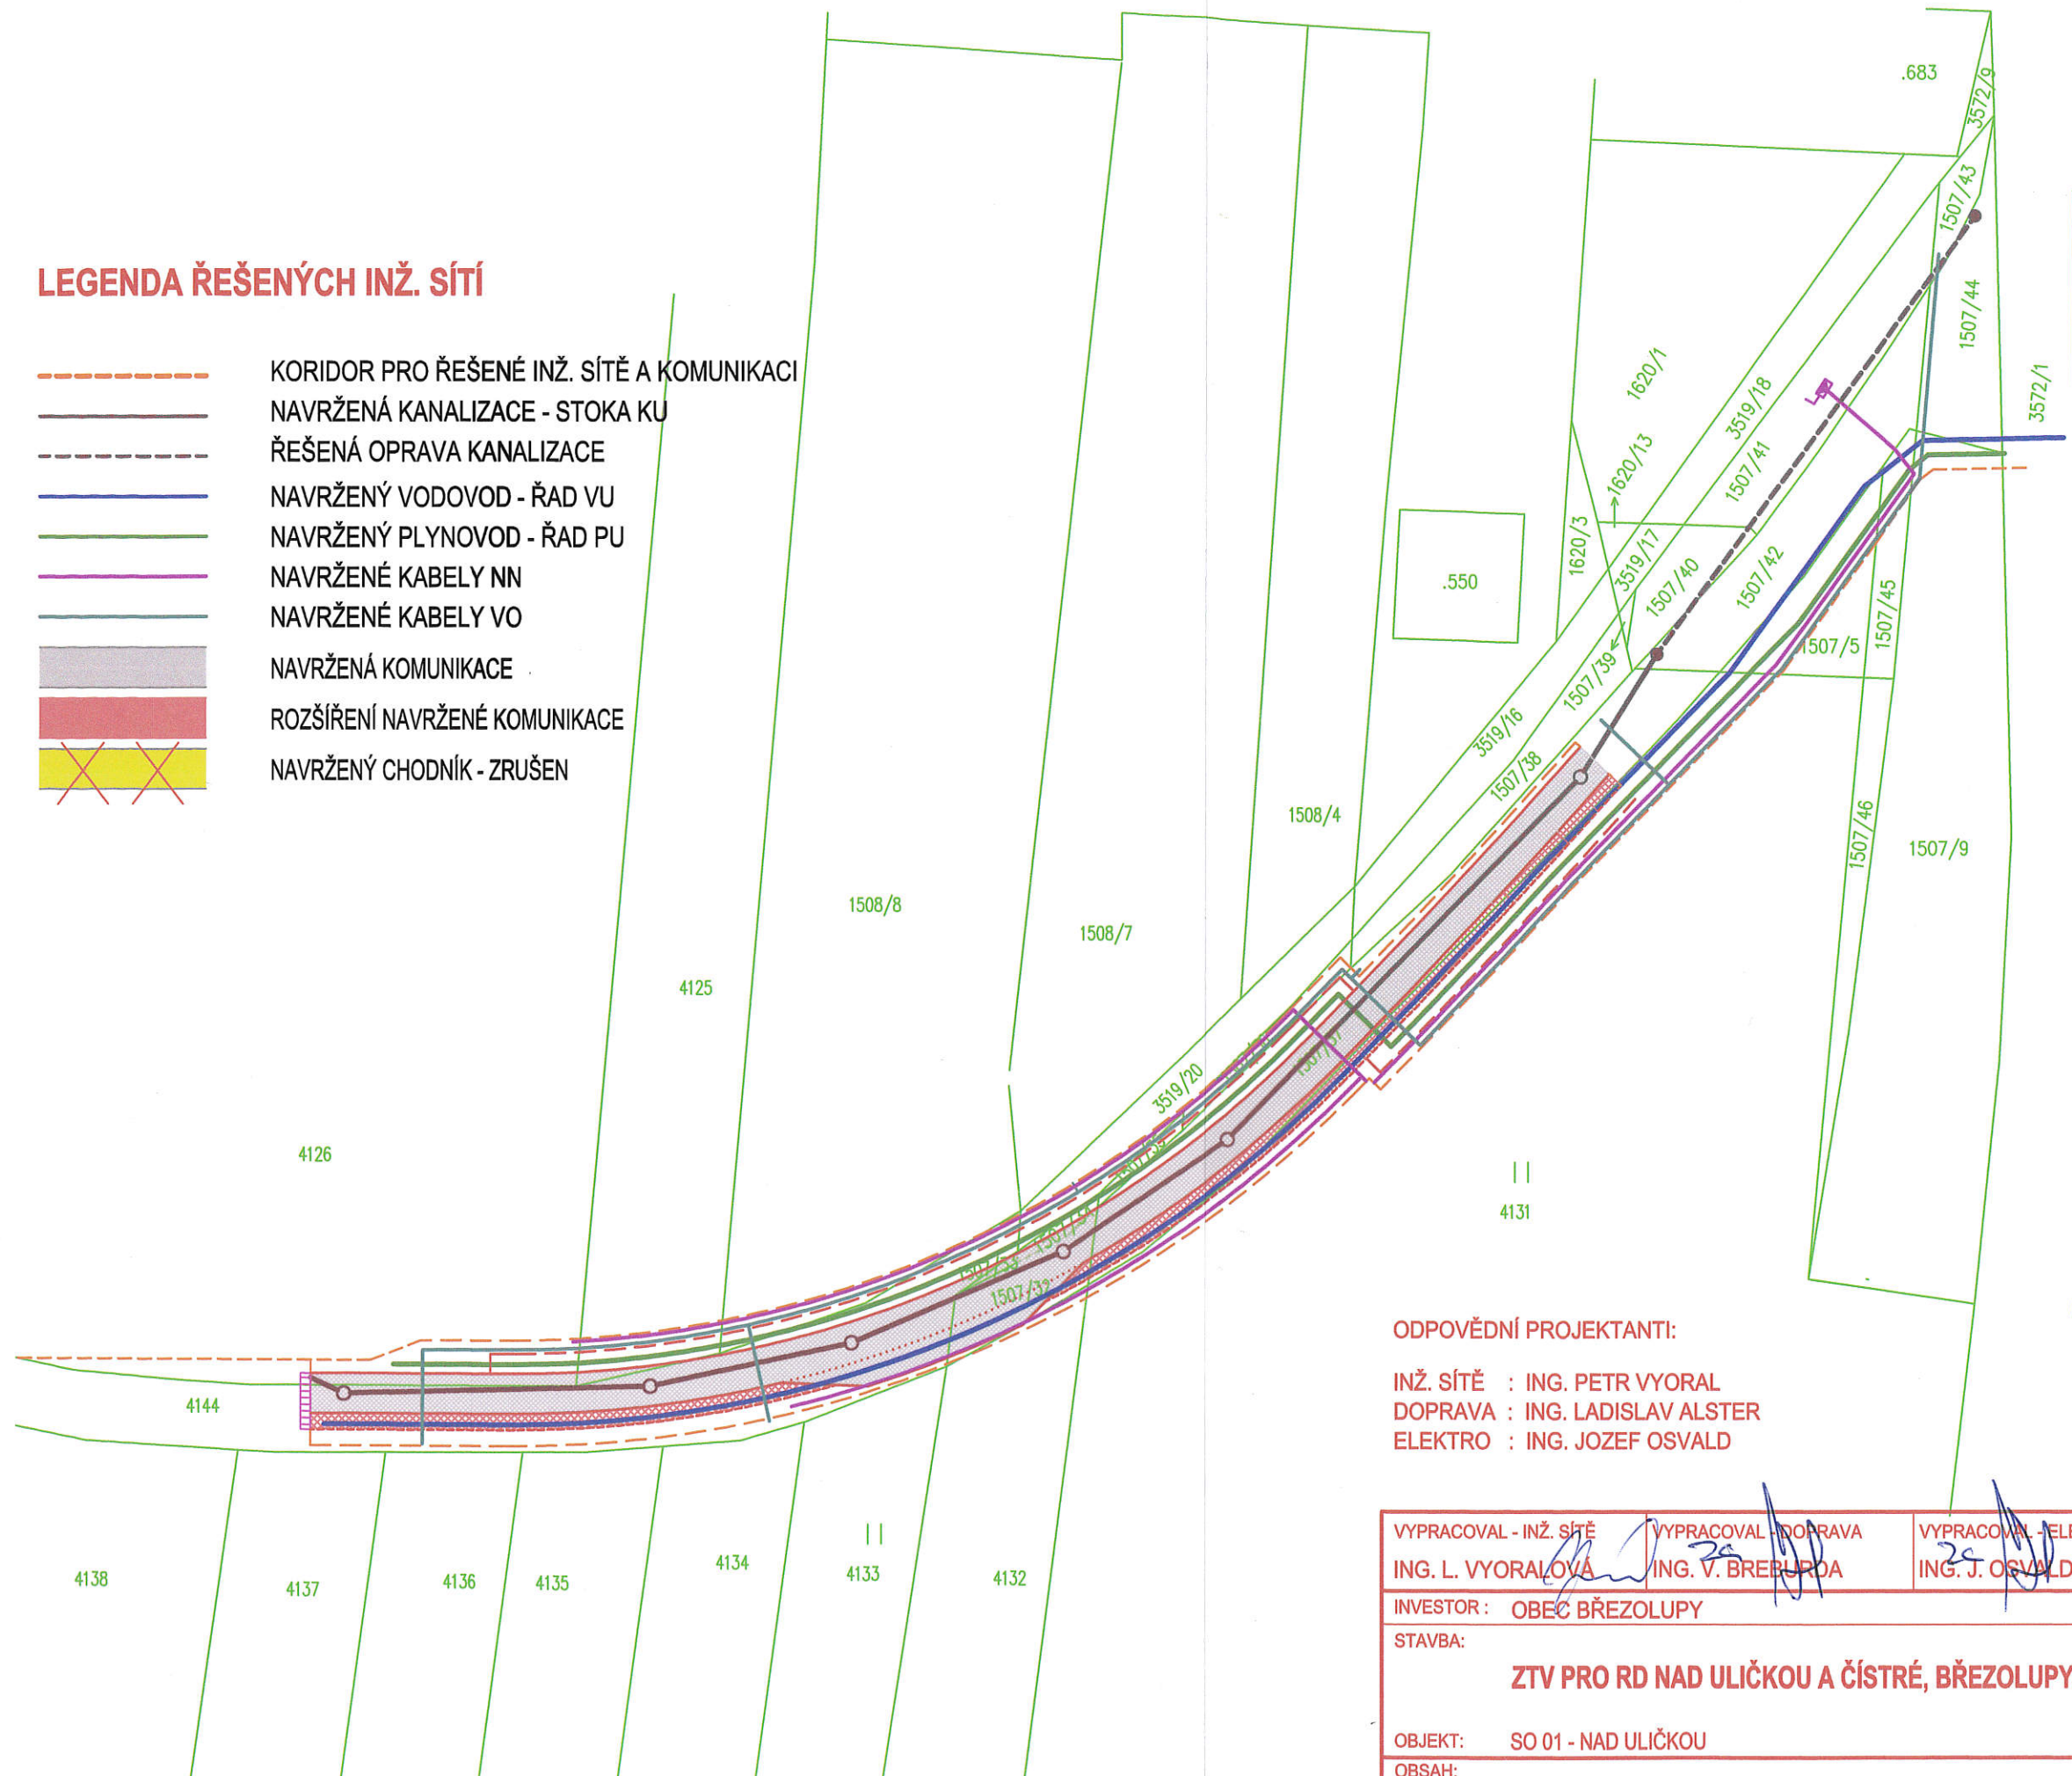 LEGENDA ŘEŠENÝCH INŽ. SÍTÍ
KORIDOR PRO ŘEŠENÉ INŽ. SÍTĚ A KOMUNIKACI
NAVRŽENÁ KANALIZACE - STOKA KU
ŘEŠENÁ OPRAVA KANALIZACE
NAVRŽENÝ VODOVOD - ŘAD VU
NAVRŽENÝ PLYNOVOD - ŘAD PU
NAVRŽENÉ KABELY NN
NAVRŽENÉ KABELY VO
NAVRŽENÁ KOMUNIKACE
ROZŠÍŘENÍ NAVRŽENÉ KOMUNIKACE
NAVRŽENÝ CHODNÍK - ZRUŠEN
.683
3572/9
1507/43
1507/44
3572/1
1620/1
3519/18
1620/13
1507/41
1620/3
3519/17
.550
1507/40
1507/42
1507/45
1507/5
1507/39
3519/16
1507/38
1508/4
1507/46
1507/9
1508/8
1508/7
4125
1507/37
3519/20
4126
4131
1507/32
4144
4138
4137
4136
4135
4134
4133
4132
ODPOVĚDNÍ PROJEKTANTI:
INŽ. SÍTĚ : ING. PETR VYORAL
DOPRAVA : ING. LADISLAV ALSTER
ELEKTRO : ING. JOZEF OSVALD
VYPRACOVAL - INŽ. SÍTĚ
ING. L. VYORALOVÁ
VYPRACOVAL - DOPRAVA
ING. V. BREBURDA
VYPRACOVAL - ELE
ING. J. OSVALD
INVESTOR : OBEC BŘEZOLUPY
STAVBA:
ZTV PRO RD NAD ULIČKOU A ČÍSTRÉ, BŘEZOLUPY
OBJEKT: SO 01 - NAD ULIČKOU
OBSAH: